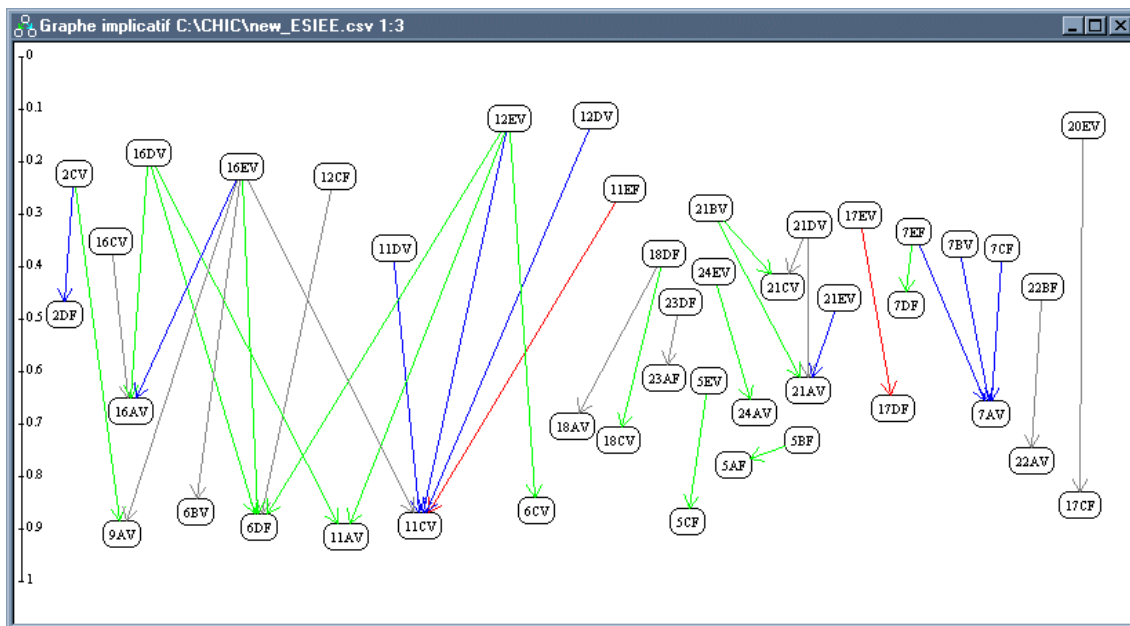 Graphe implicatif C:\CHIC\new_ESIEE.csv 1:3
0
0.1
12EV
12DV
20EV
16DV
0.2
2CV
16EV
12CF
11EF
0.3
21BV
17EV
21DV
7EF
16CV
11DV
7BV
7CF
18DF
0.4
24EV
21CV
22BF
23DF
21EV
7DF
2DF
0.5
0.6
23AF
5EV
21AV
16AV
24AV
17DF
7AV
0.7
18AV
18CV
5BF
22AV
5AF
0.8
6BV
6CV
17CF
0.9
9AV
6DF
11AV
11CV
5CF
1